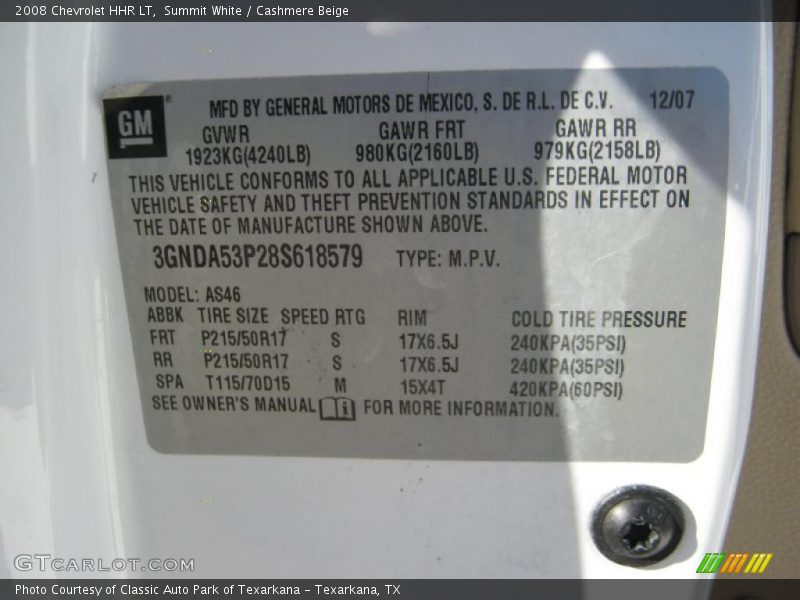 2008 Chevrolet HHR LT,  Summit White / Cashmere Beige
GM ®
MFD BY GENERAL MOTORS DE MEXICO, S. DE R.L. DE C.V. 12/07
GVWR GAWR FRT GAWR RR
1923KG(4240LB) 980KG(2160LB) 979KG(2158LB)
THIS VEHICLE CONFORMS TO ALL APPLICABLE U.S. FEDERAL MOTOR
VEHICLE SAFETY AND THEFT PREVENTION STANDARDS IN EFFECT ON
THE DATE OF MANUFACTURE SHOWN ABOVE.
3GNDA53P28S618579 TYPE: M.P.V.
MODEL: AS46
ABBK TIRE SIZE SPEED RTG RIM COLD TIRE PRESSURE
FRT P215/50R17 S 17X6.5J 240KPA(35PSI)
RR P215/50R17 S 17X6.5J 240KPA(35PSI)
SPA T115/70D15 M 15X4T 420KPA(60PSI)
SEE OWNER'S MANUAL i FOR MORE INFORMATION.
GTCARLOT.COM
Photo Courtesy of Classic Auto Park of Texarkana – Texarkana, TX